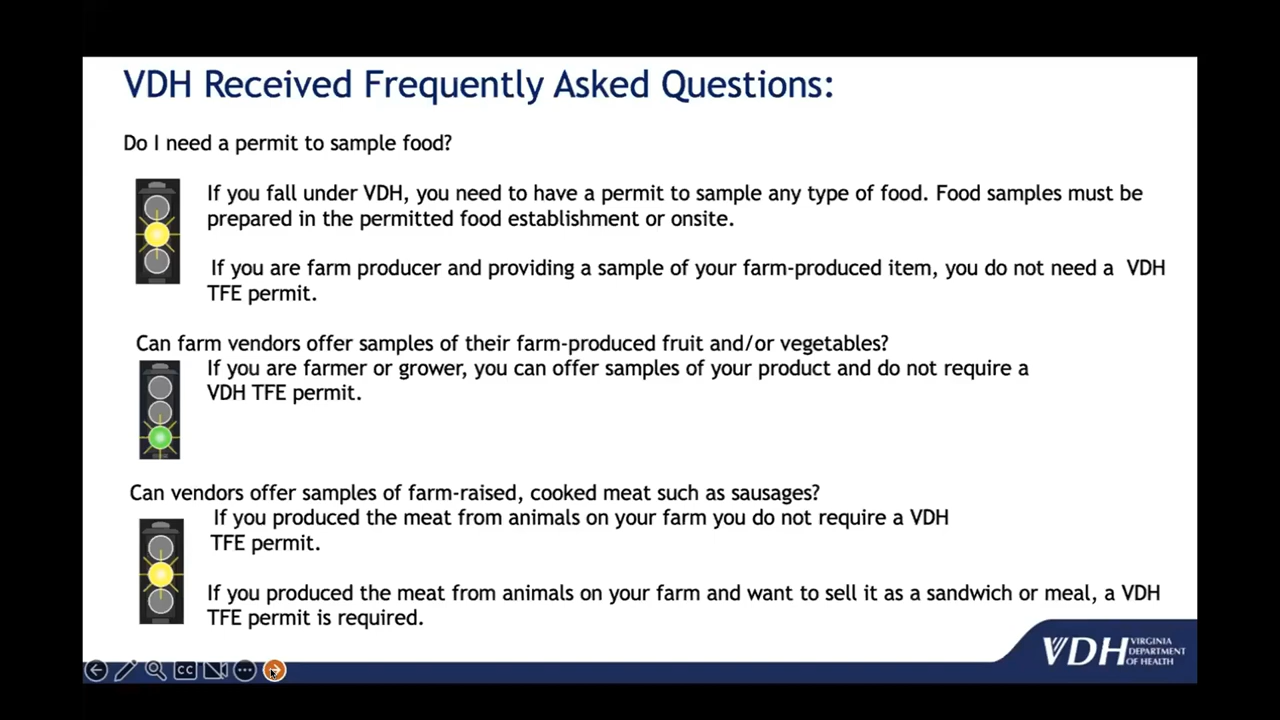 VDH Received Frequently Asked Questions:
Do I need a permit to sample food?
If you fall under VDH, you need to have a permit to sample any type of food. Food samples must be
prepared in the permitted food establishment or onsite.
If you are farm producer and providing a sample of your farm-produced item, you do not need a VDH
TFE permit.
Can farm vendors offer samples of their farm-produced fruit and/or vegetables?
If you are farmer or grower, you can offer samples of your product and do not require a
VDH TFE permit.
Can vendors offer samples of farm-raised, cooked meat such as sausages?
If you produced the meat from animals on your farm you do not require a VDH
TFE permit.
If you produced the meat from animals on your farm and want to sell it as a sandwich or meal, a VDH
TFE permit is required.
VDH VIRGINIA
DEPARTMENT
OF HEALTH
CC